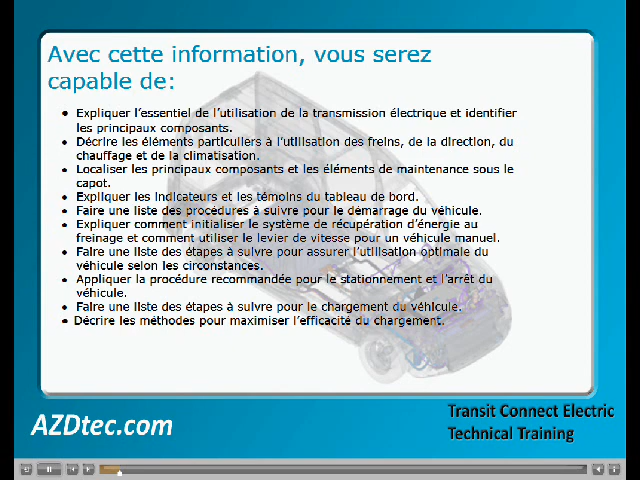 Avec cette information, vous serez
capable de:
• Expliquer l'essentiel de l'utilisation de la transmission électrique et identifier
les principaux composants.
• Décrire les éléments particuliers à l'utilisation des freins, de la direction, du
chauffage et de la climatisation.
• Localiser les principaux composants et les éléments de maintenance sous le
capot.
• Expliquer les indicateurs et les témoins du tableau de bord.
• Faire une liste des procédures à suivre pour le démarrage du véhicule.
• Expliquer comment initialiser le système de récupération d'énergie au
freinage et comment utiliser le levier de vitesse pour un véhicule manuel.
• Faire une liste des étapes à suivre pour assurer l'utilisation optimale du
véhicule selon les circonstances.
• Appliquer la procédure recommandée pour le stationnement et l'arrêt du
véhicule.
• Faire une liste des étapes à suivre pour le chargement du véhicule.
• Décrire les méthodes pour maximiser l'efficacité du chargement.
AZDtec.com
Transit Connect Electric
Technical Training